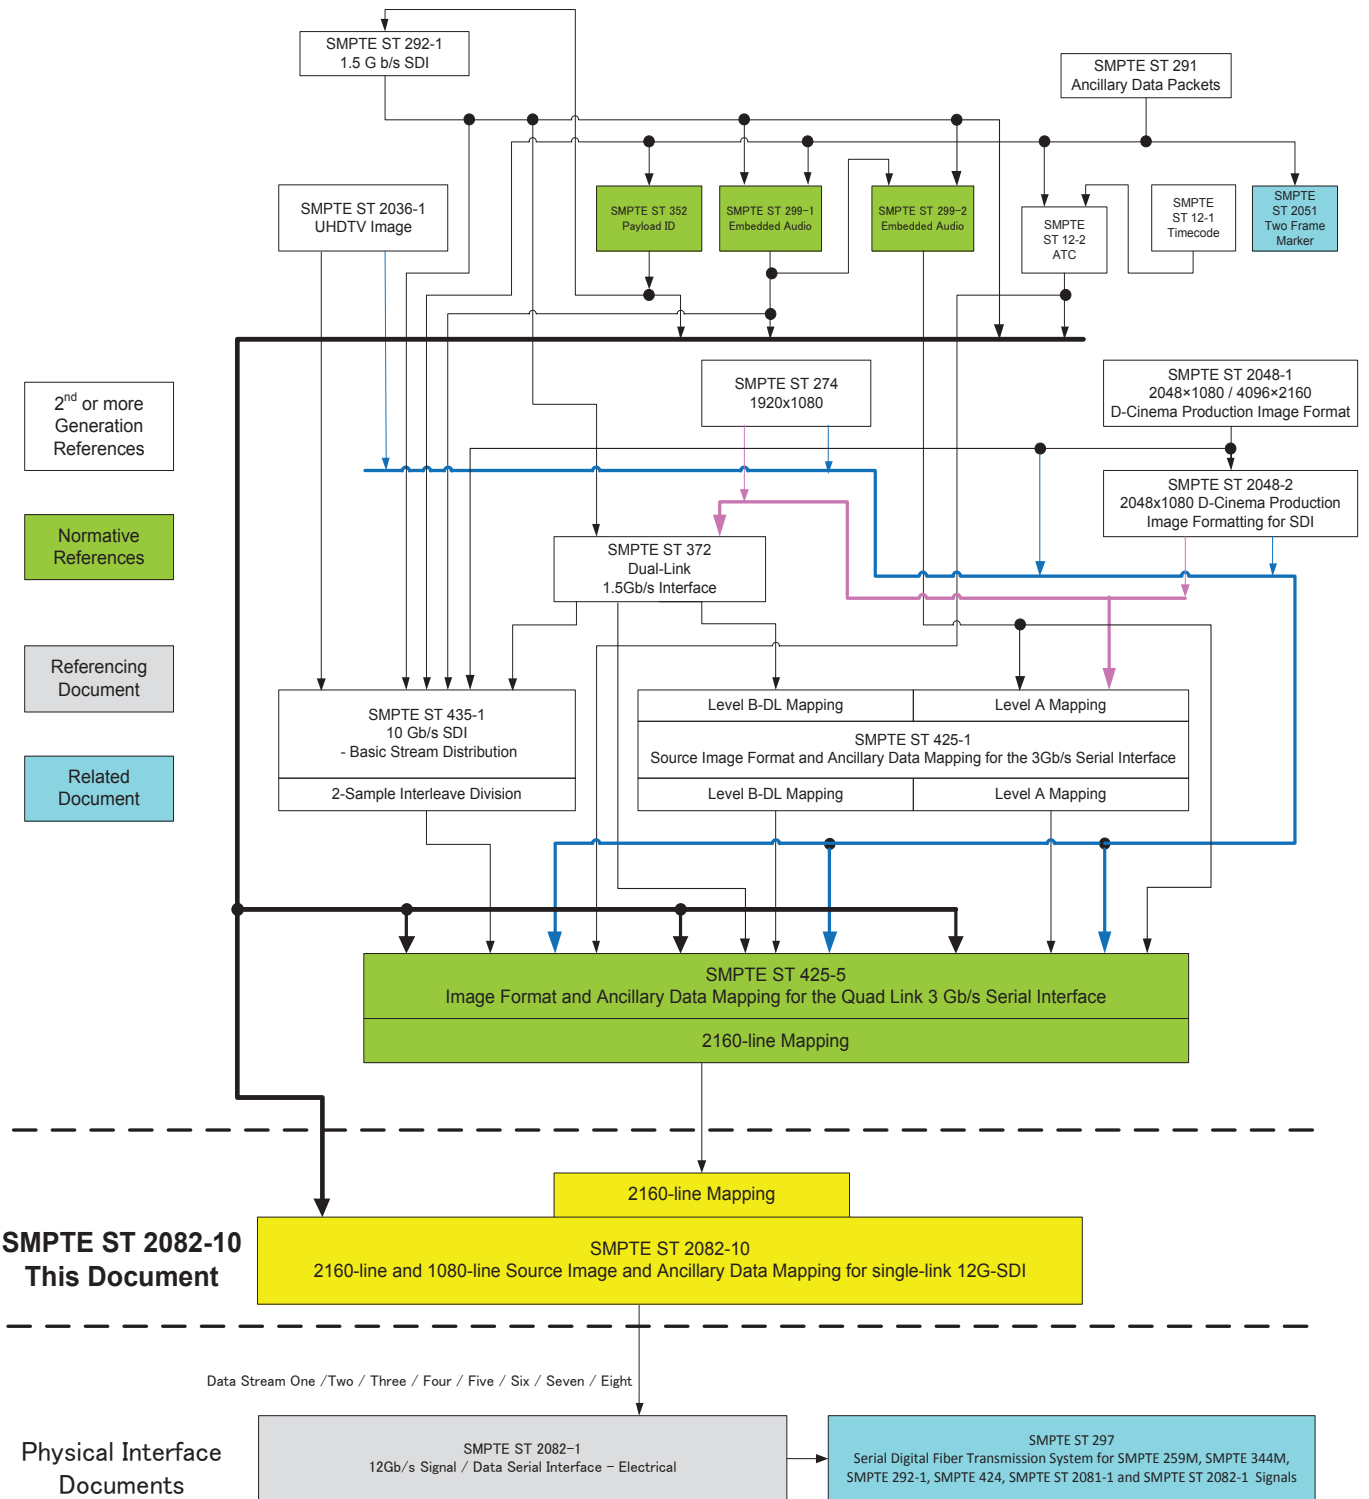 SMPTE ST 292-1
1.5 G b/s SDI
SMPTE ST 291
Ancillary Data Packets
SMPTE ST 2036-1
UHDTV Image
SMPTE ST 352
Payload ID
SMPTE ST 299-1
Embedded Audio
SMPTE ST 299-2
Embedded Audio
SMPTE
ST 12-2
ATC
SMPTE
ST 12-1
Timecode
SMPTE
ST 2051
Two Frame
Marker
2nd or more
Generation
References
SMPTE ST 274
1920x1080
SMPTE ST 2048-1
2048×1080 / 4096×2160
D-Cinema Production Image Format
SMPTE ST 2048-2
2048x1080 D-Cinema Production
Image Formatting for SDI
Normative
References
SMPTE ST 372
Dual-Link
1.5Gb/s Interface
Referencing
Document
SMPTE ST 435-1
10 Gb/s SDI
- Basic Stream Distribution
2-Sample Interleave Division
Level B-DL Mapping
Level A Mapping
SMPTE ST 425-1
Source Image Format and Ancillary Data Mapping for the 3Gb/s Serial Interface
Level B-DL Mapping
Level A Mapping
Related
Document
SMPTE ST 425-5
Image Format and Ancillary Data Mapping for the Quad Link 3 Gb/s Serial Interface
2160-line Mapping
2160-line Mapping
SMPTE ST 2082-10
This Document
SMPTE ST 2082-10
2160-line and 1080-line Source Image and Ancillary Data Mapping for single-link 12G-SDI
Data Stream One /Two / Three / Four / Five / Six / Seven / Eight
Physical Interface
Documents
SMPTE ST 2082-1
12Gb/s Signal / Data Serial Interface - Electrical
SMPTE ST 297
Serial Digital Fiber Transmission System for SMPTE 259M, SMPTE 344M,
SMPTE 292-1, SMPTE 424, SMPTE ST 2081-1 and SMPTE ST 2082-1 Signals